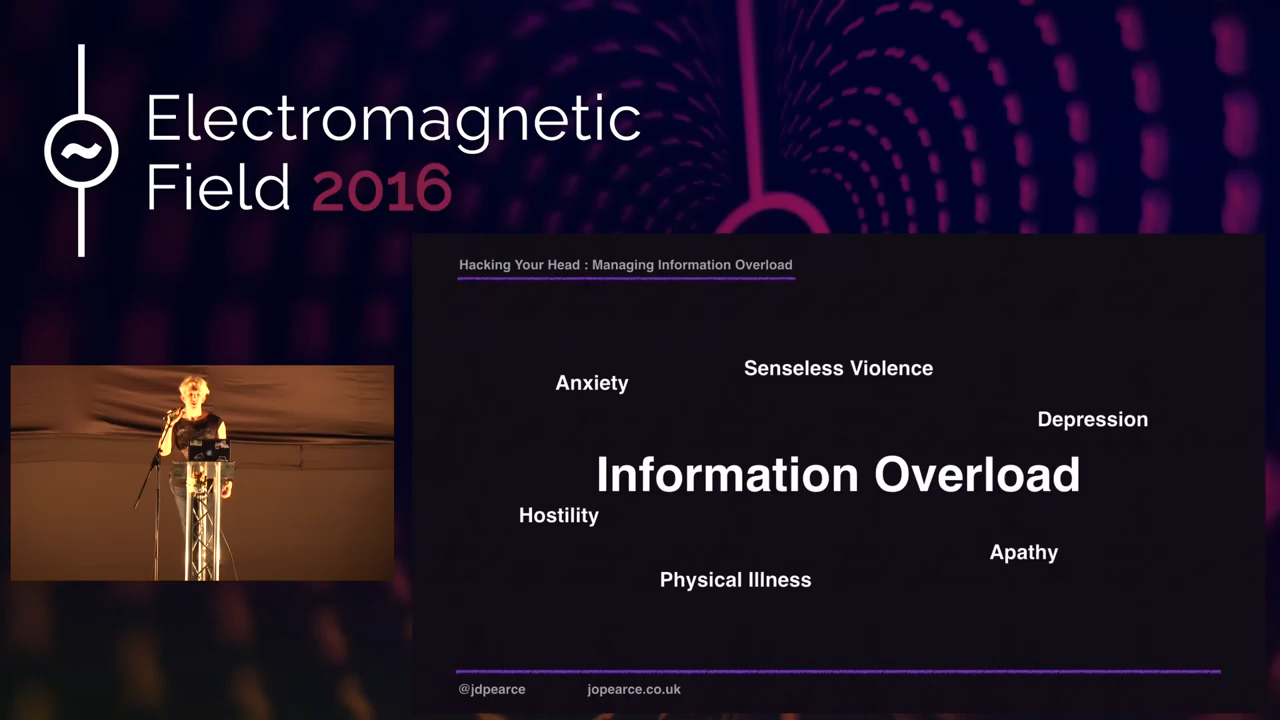 Electromagnetic
Field 2016
Hacking Your Head : Managing Information Overload
Senseless Violence
Anxiety
Depression
Information Overload
Hostility
Apathy
Physical Illness
@jdpearce jopearce.co.uk